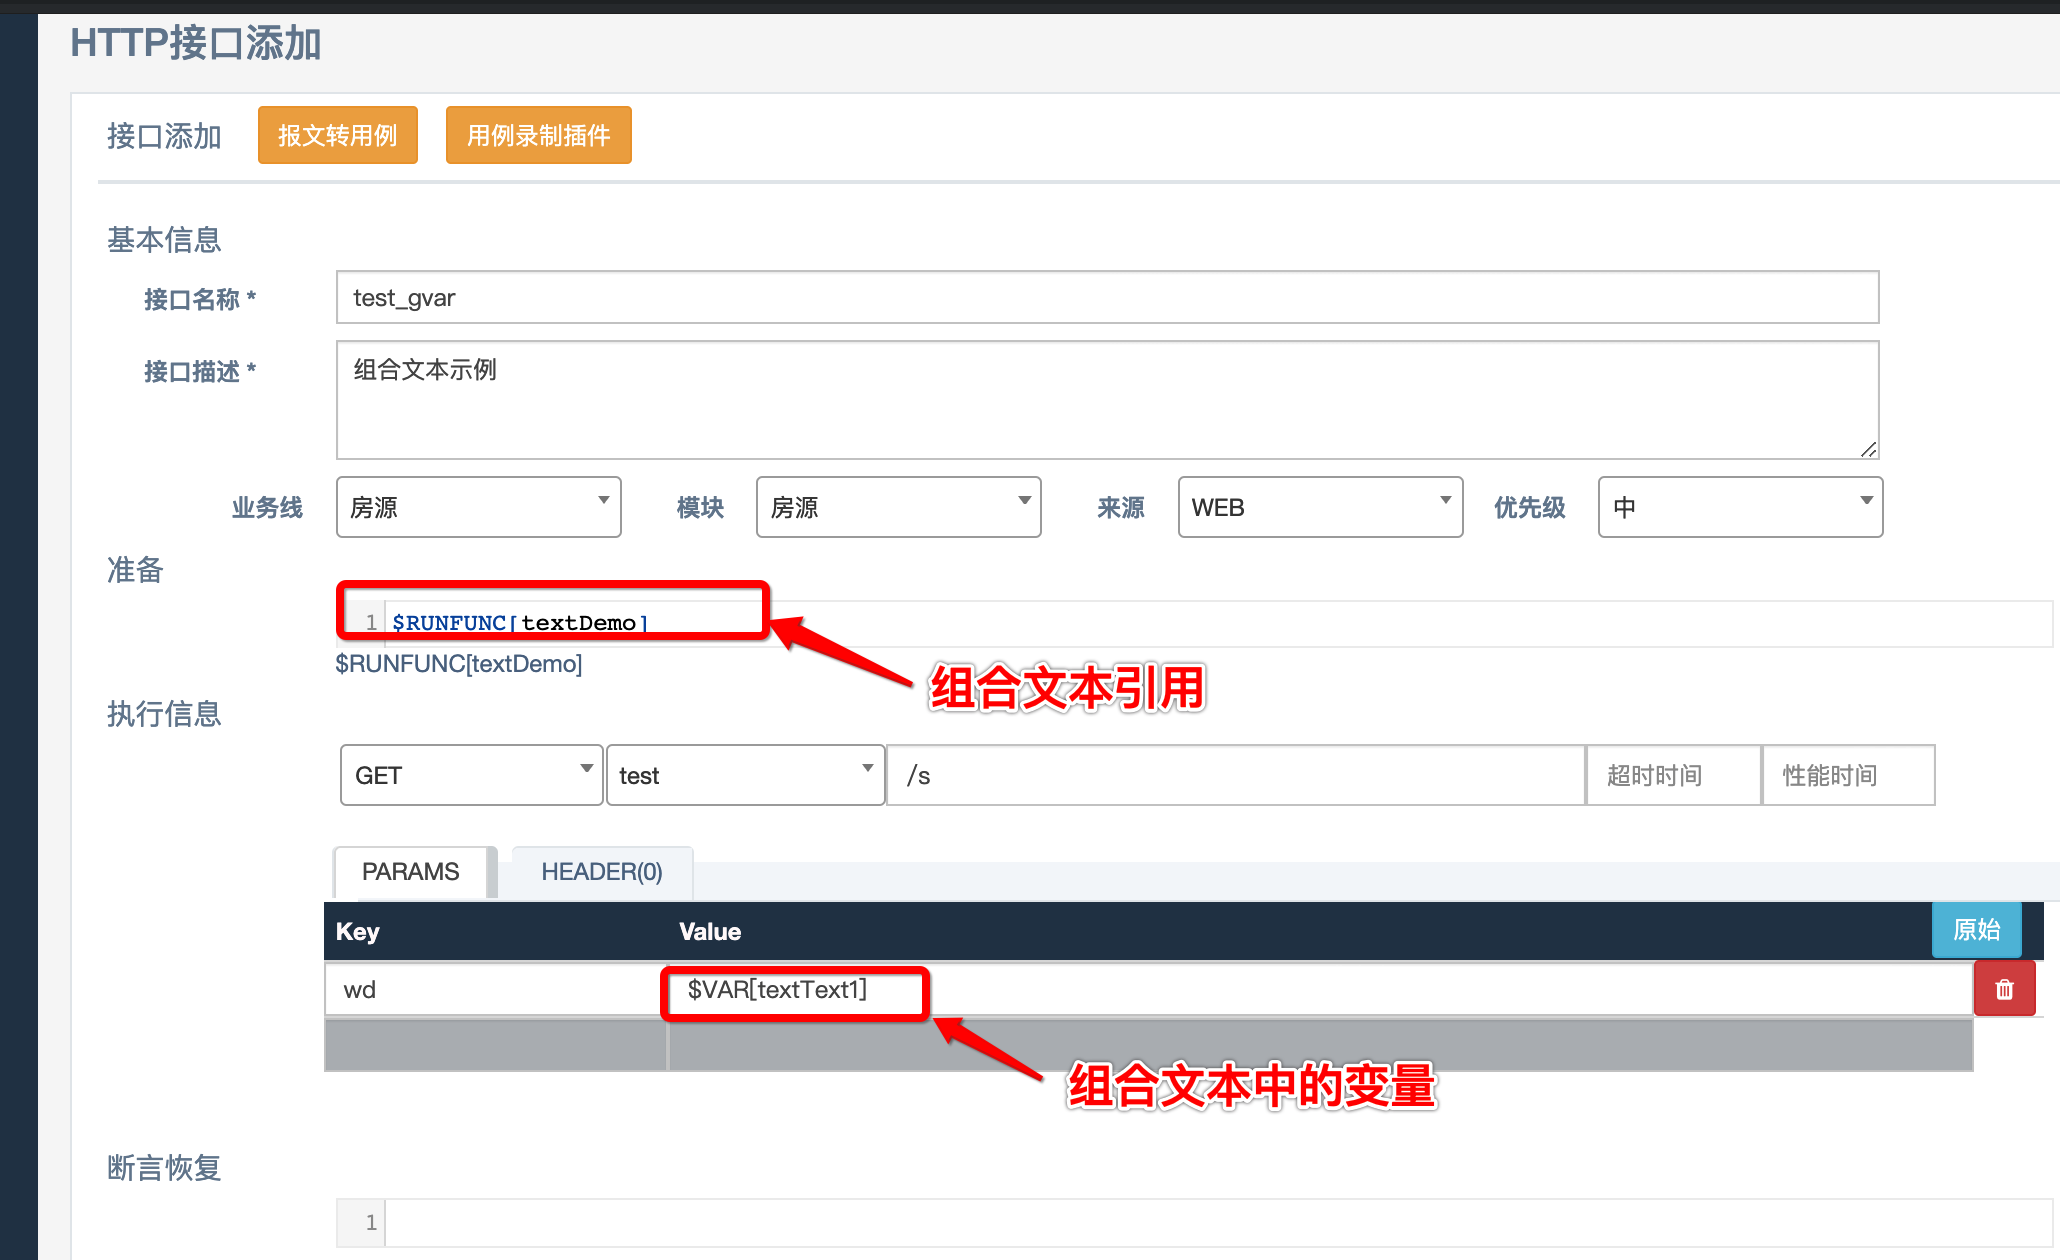 HTTP接口添加
接口添加 报文转用例 用例录制插件
基本信息
接口名称 * test_gvar
接口描述 * 组合文本示例
业务线 房源 模块 房源 来源 WEB 优先级 中
准备
1 $RUNFUNC[textDemo]
$RUNFUNC[textDemo]
组合文本引用
执行信息
GET test /s 超时时间 性能时间
PARAMS HEADER(0)
Key Value 原始
wd $VAR[textText1]
组合文本中的变量
断言恢复
1